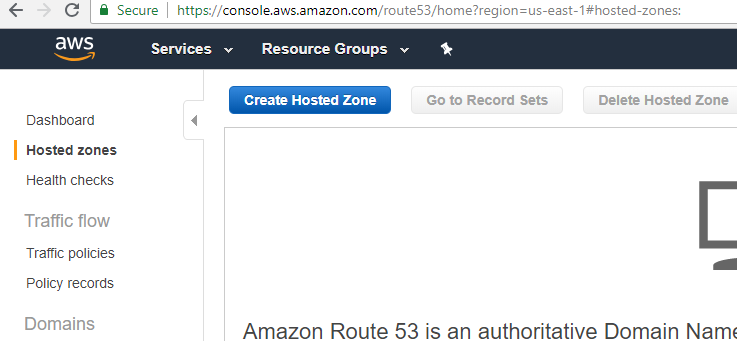 Secure https://console.aws.amazon.com/route53/home?region=us-east-1#hosted-zones:
aws Services Resource Groups
Create Hosted Zone Go to Record Sets Delete Hosted Zone
Dashboard
Hosted zones
Health checks
Traffic flow
Traffic policies
Policy records
Domains
Amazon Route 53 is an authoritative Domain Name